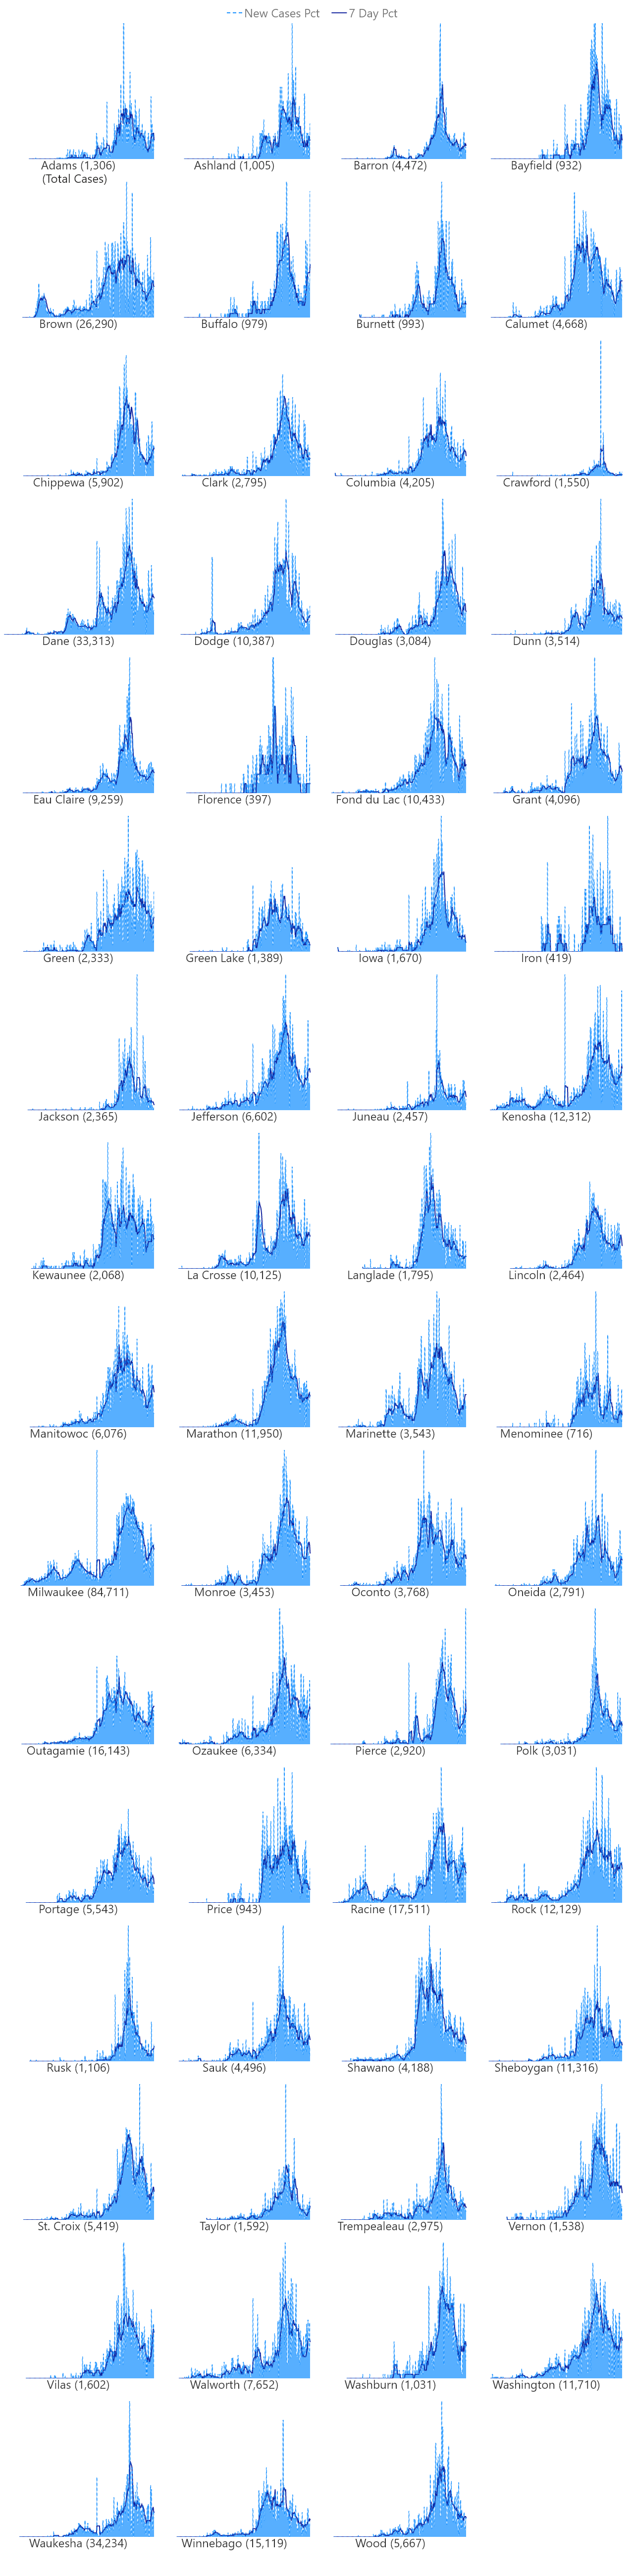 New Cases Pct 7 Day Pct
Adams (1,306) Ashland (1,005) Barron (4,472) Bayfield (932)
(Total Cases)
Brown (26,290) Buffalo (979) Burnett (993) Calumet (4,668)
Chippewa (5,902) Clark (2,795) Columbia (4,205) Crawford (1,550)
Dane (33,313) Dodge (10,387) Douglas (3,084) Dunn (3,514)
Eau Claire (9,259) Florence (397) Fond du Lac (10,433) Grant (4,096)
Green (2,333) Green Lake (1,389) Iowa (1,670) Iron (419)
Jackson (2,365) Jefferson (6,602) Juneau (2,457) Kenosha (12,312)
Kewaunee (2,068) La Crosse (10,125) Langlade (1,795) Lincoln (2,464)
Manitowoc (6,076) Marathon (11,950) Marinette (3,543) Menominee (716)
Milwaukee (84,711) Monroe (3,453) Oconto (3,768) Oneida (2,791)
Outagamie (16,143) Ozaukee (6,334) Pierce (2,920) Polk (3,031)
Portage (5,543) Price (943) Racine (17,511) Rock (12,129)
Rusk (1,106) Sauk (4,496) Shawano (4,188) Sheboygan (11,316)
St. Croix (5,419) Taylor (1,592) Trempealeau (2,975) Vernon (1,538)
Vilas (1,602) Walworth (7,652) Washburn (1,031) Washington (11,710)
Waukesha (34,234) Winnebago (15,119) Wood (5,667)